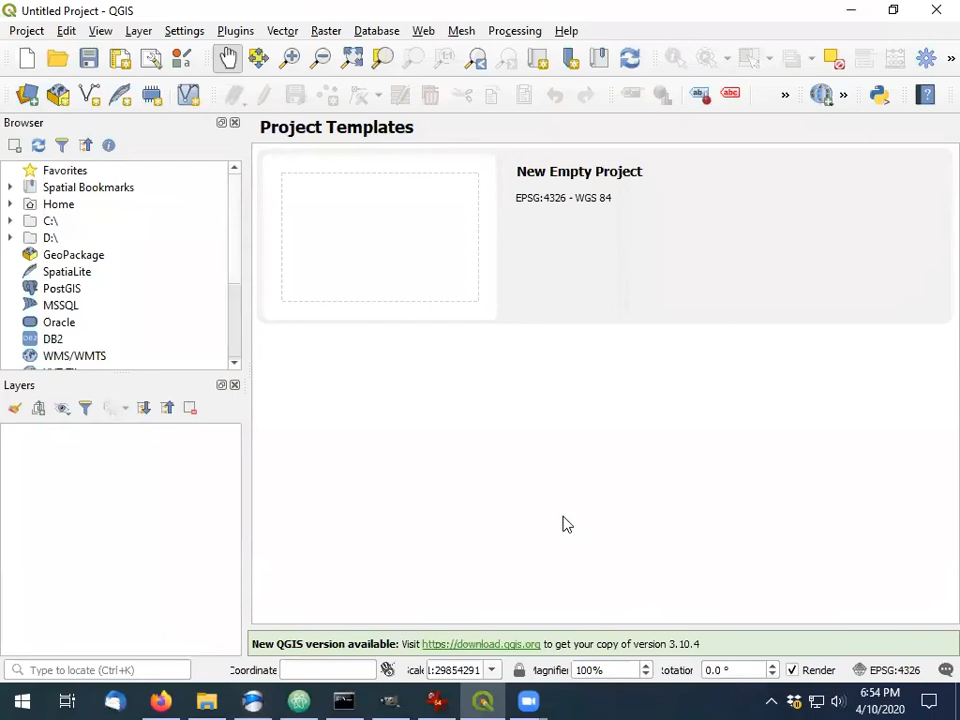 Untitled Project - QGIS
Project Edit View Layer Settings Plugins Vector Raster Database Web Mesh Processing Help
Browser
Project Templates
Favorites
Spatial Bookmarks
Home
C:\
D:\
GeoPackage
SpatiaLite
PostGIS
MSSQL
Oracle
DB2
WMS/WMTS
New Empty Project
EPSG:4326 - WGS 84
Layers
New QGIS version available: Visit https://download.qgis.org to get your copy of version 3.10.4
Type to locate (Ctrl+K)
Coordinate
Scale
1:29854291
Magnifier
100%
Rotation
0.0 °
Render
EPSG:4326
6:54 PM
4/10/2020